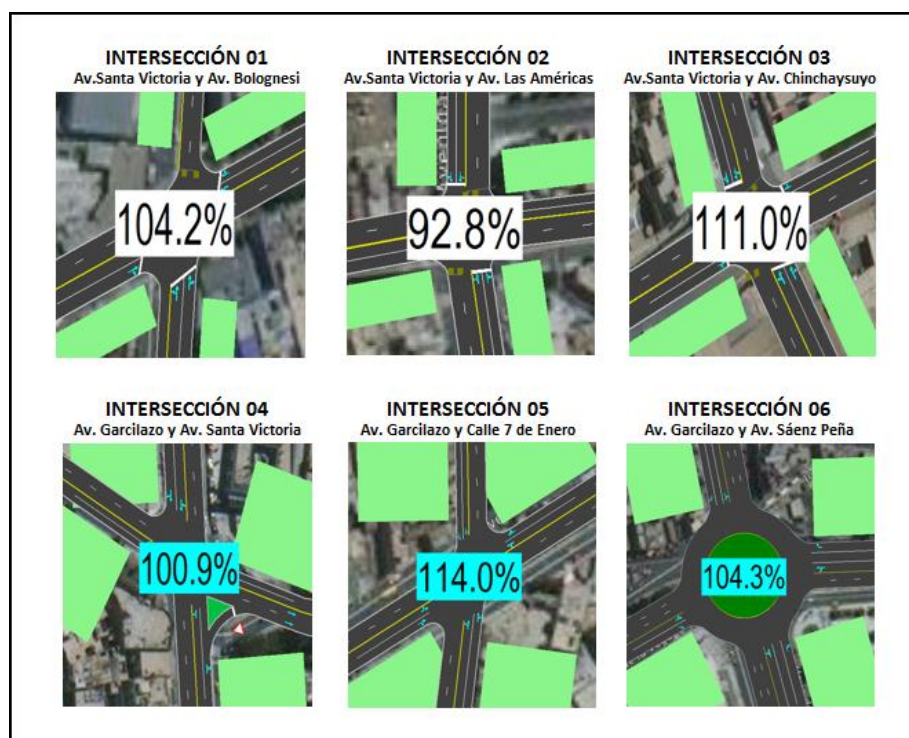 INTERSECCIÓN 01
Av.Santa Victoria y Av. Bolognesi
104.2%
INTERSECCIÓN 02
Av.Santa Victoria y Av. Las Américas
92.8%
INTERSECCIÓN 03
Av.Santa Victoria y Av. Chinchaysuyo
111.0%
INTERSECCIÓN 04
Av. Garcilazo y Av. Santa Victoria
100.9%
INTERSECCIÓN 05
Av. Garcilazo y Calle 7 de Enero
114.0%
INTERSECCIÓN 06
Av. Garcilazo y Av. Sáenz Peña
104.3%